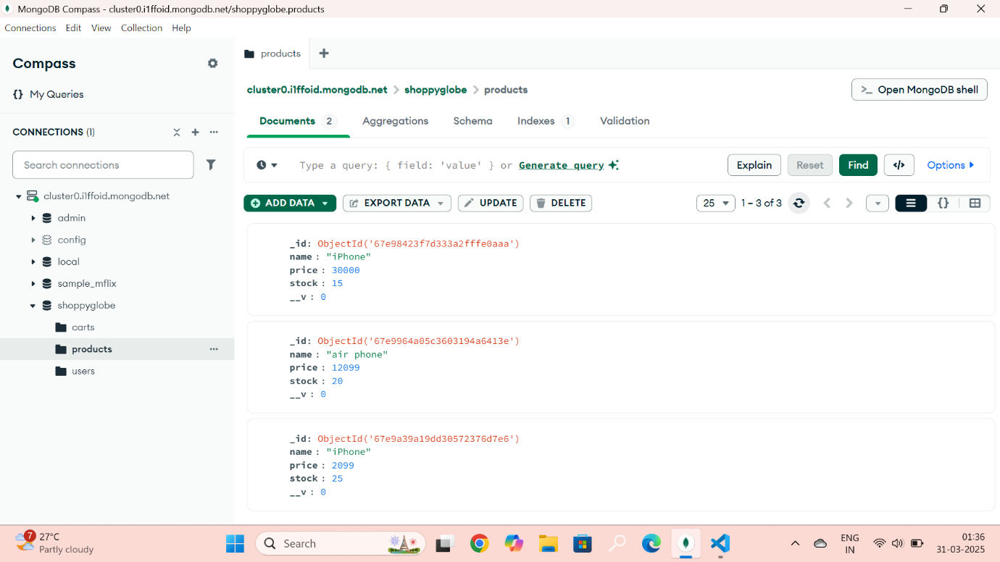 MongoDB Compass - cluster0.i1ffoid.mongodb.net/shoppyglobe.products
Connections Edit View Collection Help
Compass
{} My Queries
CONNECTIONS (1)
Search connections
cluster0.i1ffoid.mongodb.net
admin
config
local
sample_mflix
shoppyglobe
carts
products
users
products
cluster0.i1ffoid.mongodb.net > shoppyglobe > products
>_ Open MongoDB shell
Documents 2 Aggregations Schema Indexes 1 Validation
Type a query: { field: 'value' } or Generate query
Explain Reset Find </> Options
ADD DATA EXPORT DATA UPDATE DELETE
25 1 – 3 of 3 {}
_id: ObjectId('67e98423f7d333a2fffe0aaa')
name : "iPhone"
price : 30000
stock : 15
__v : 0
_id: ObjectId('67e9964a05c3603194a6413e')
name : "air phone"
price : 12099
stock : 20
__v : 0
_id: ObjectId('67e9a39a19dd30572376d7e6')
name : "iPhone"
price : 2099
stock : 25
__v : 0
7
27°C
Partly cloudy
Search
ENG
IN
01:36
31-03-2025